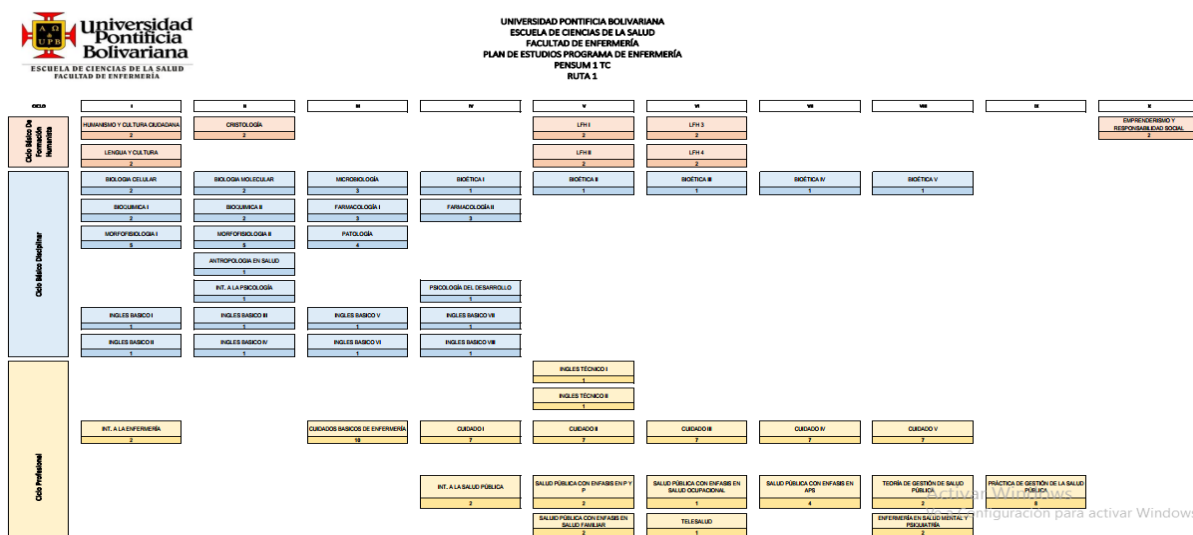 Universidad
Pontificia
Bolivariana
ESCUELA DE CIENCIAS DE LA SALUD
FACULTAD DE ENFERMERÍA
UNIVERSIDAD PONTIFICIA BOLIVARIANA
ESCUELA DE CIENCIAS DE LA SALUD
FACULTAD DE ENFERMERÍA
PLAN DE ESTUDIOS PROGRAMA DE ENFERMERÍA
PENSUM 1 TC
RUTA 1
CICLO I II III IV V VI VII VIII IX X
Ciclo Básico De
Formación
Humanista
HUMANISMO Y CULTURA CIUDADANA
2
CRISTOLOGÍA
2
LFH I
2
LFH 3
2
EMPRENDERISMO Y
RESPONSABILIDAD SOCIAL
2
LENGUA Y CULTURA
2
LFH II
2
LFH 4
2
Ciclo Básico Disciplinar
BIOLOGIA CELULAR
2
BIOLOGIA MOLECULAR
2
MICROBIOLOGÍA
3
BIOÉTICA I
1
BIOÉTICA II
1
BIOÉTICA III
1
BIOÉTICA IV
1
BIOÉTICA V
1
BIOQUIMICA I
2
BIOQUIMICA II
2
FARMACOLOGÍA I
3
FARMACOLOGÍA II
3
MORFOFISIOLOGIA I
5
MORFOFISIOLOGIA II
5
PATOLOGÍA
4
ANTROPOLOGIA EN SALUD
1
INT. A LA PSICOLOGÍA
1
PSICOLOGÍA DEL DESARROLLO
1
INGLES BASICO I
1
INGLES BASICO III
1
INGLES BASICO V
1
INGLES BASICO VII
1
INGLES BASICO II
1
INGLES BASICO IV
1
INGLES BASICO VI
1
INGLES BASICO VIII
1
Ciclo Profesional
INGLES TÉCNICO I
1
INGLES TÉCNICO II
1
INT. A LA ENFERMERÍA
2
CUIDADOS BASICOS DE ENFERMERÍA
10
CUIDADO I
7
CUIDADO II
7
CUIDADO III
7
CUIDADO IV
7
CUIDADO V
7
INT. A LA SALUD PÚBLICA
2
SALUD PÚBLICA CON ENFASIS EN P Y
P
2
SALUD PÚBLICA CON ENFASIS EN
SALUD OCUPACIONAL
1
SALUD PÚBLICA CON ENFASIS EN
APS
4
TEORÍA DE GESTIÓN DE SALUD
PÚBLICA
2
PRÁCTICA DE GESTIÓN DE LA SALUD
PÚBLICA
SALUD PÚBLICA CON ENFASIS EN
SALUD FAMILIAR
2
TELESALUD
1
ENFERMERÍA EN SALUD MENTAL Y
PSIQUIATRÍA
2
Activar Windows
Configuración para activar Windows